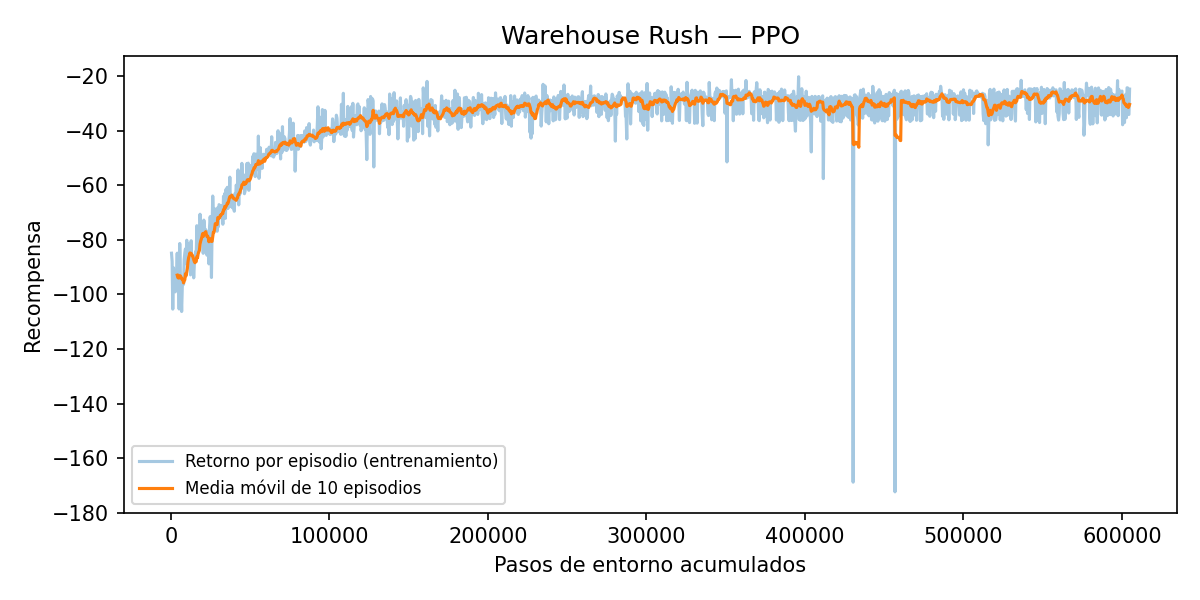 Warehouse Rush — PPO
Recompensa
−20
−40
−60
−80
−100
−120
−140
−160
−180
Retorno por episodio (entrenamiento)
Media móvil de 10 episodios
0 100000 200000 300000 400000 500000 600000
Pasos de entorno acumulados